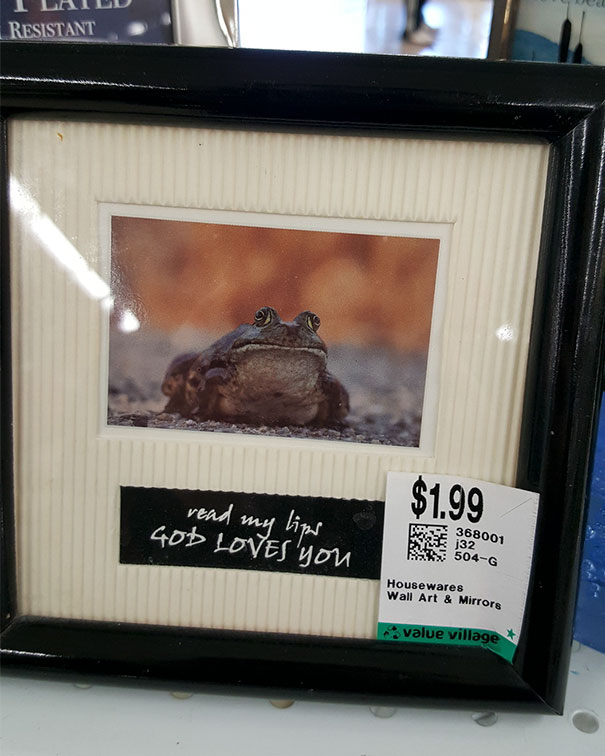 RESISTANT
read my lips
GOD LOVES YOU
$1.99
368001
j32
504-G
Housewares
Wall Art & Mirrors
value village